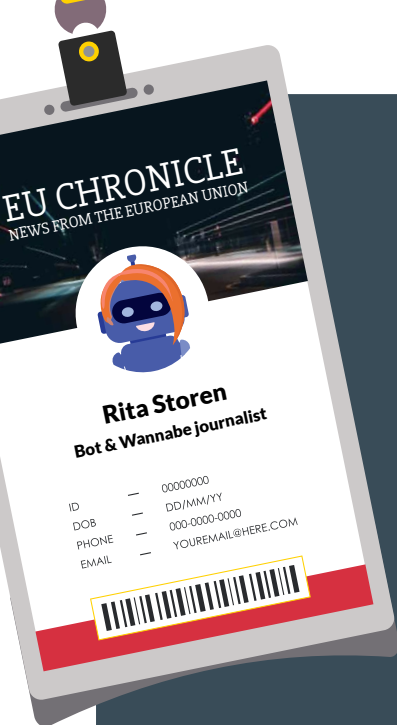 EU CHRONICLE
NEWS FROM THE EUROPEAN UNION
Rita Storen
Bot & Wannabe journalist
ID — 00000000
DOB — DD/MM/YY
PHONE — 000-0000-0000
EMAIL — YOUREMAIL@HERE.COM